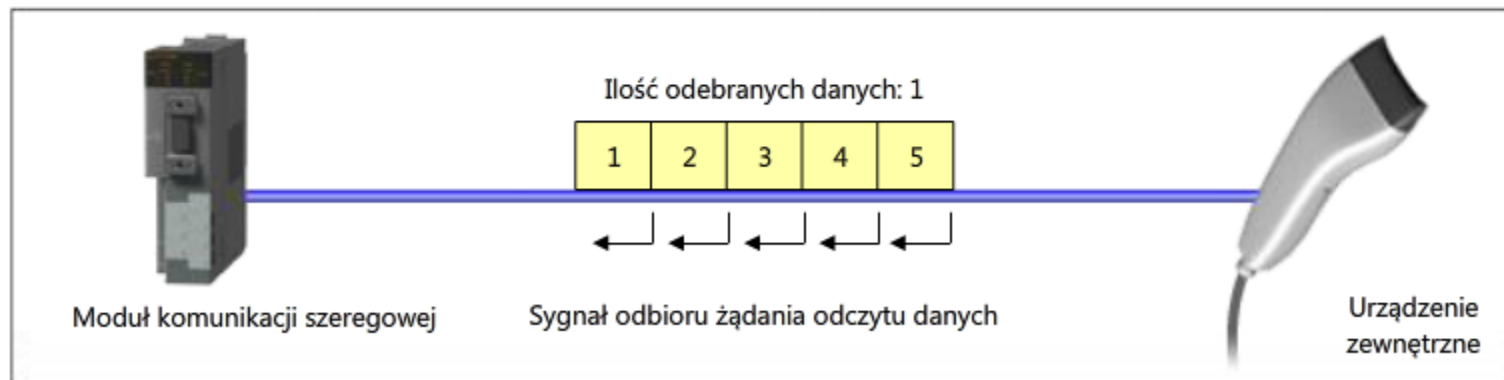 Ilość odebranych danych: 1
1 2 3 4 5
Moduł komunikacji szeregowej
Sygnał odbioru żądania odczytu danych
Urządzenie
zewnętrzne